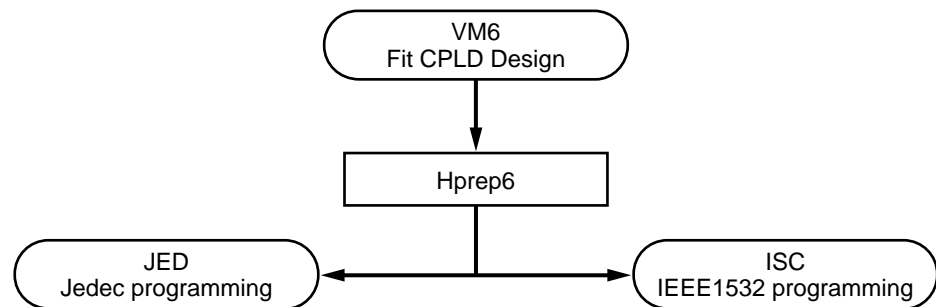 VM6
Fit CPLD Design
Hprep6
JED
Jedec programming
ISC
IEEE1532 programming